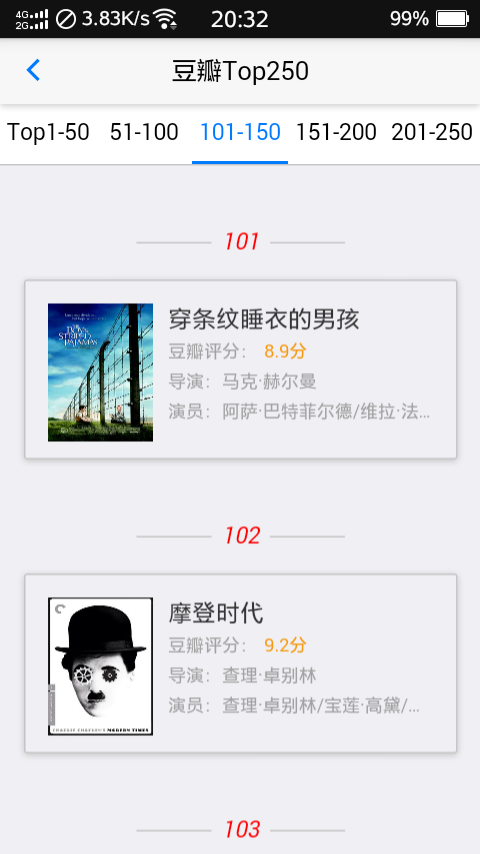 4G
2G
3.83K/s
20:32
99%
豆瓣Top250
Top1-50 51-100 101-150 151-200 201-250
101
THE BOY IN THE STRIPED PAJAMAS
穿条纹睡衣的男孩
豆瓣评分： 8.9分
导演：马克·赫尔曼
演员：阿萨·巴特菲尔德/维拉·法...
102
CHARLIE CHAPLIN'S MODERN TIMES
摩登时代
豆瓣评分： 9.2分
导演：查理·卓别林
演员：查理·卓别林/宝莲·高黛/...
103